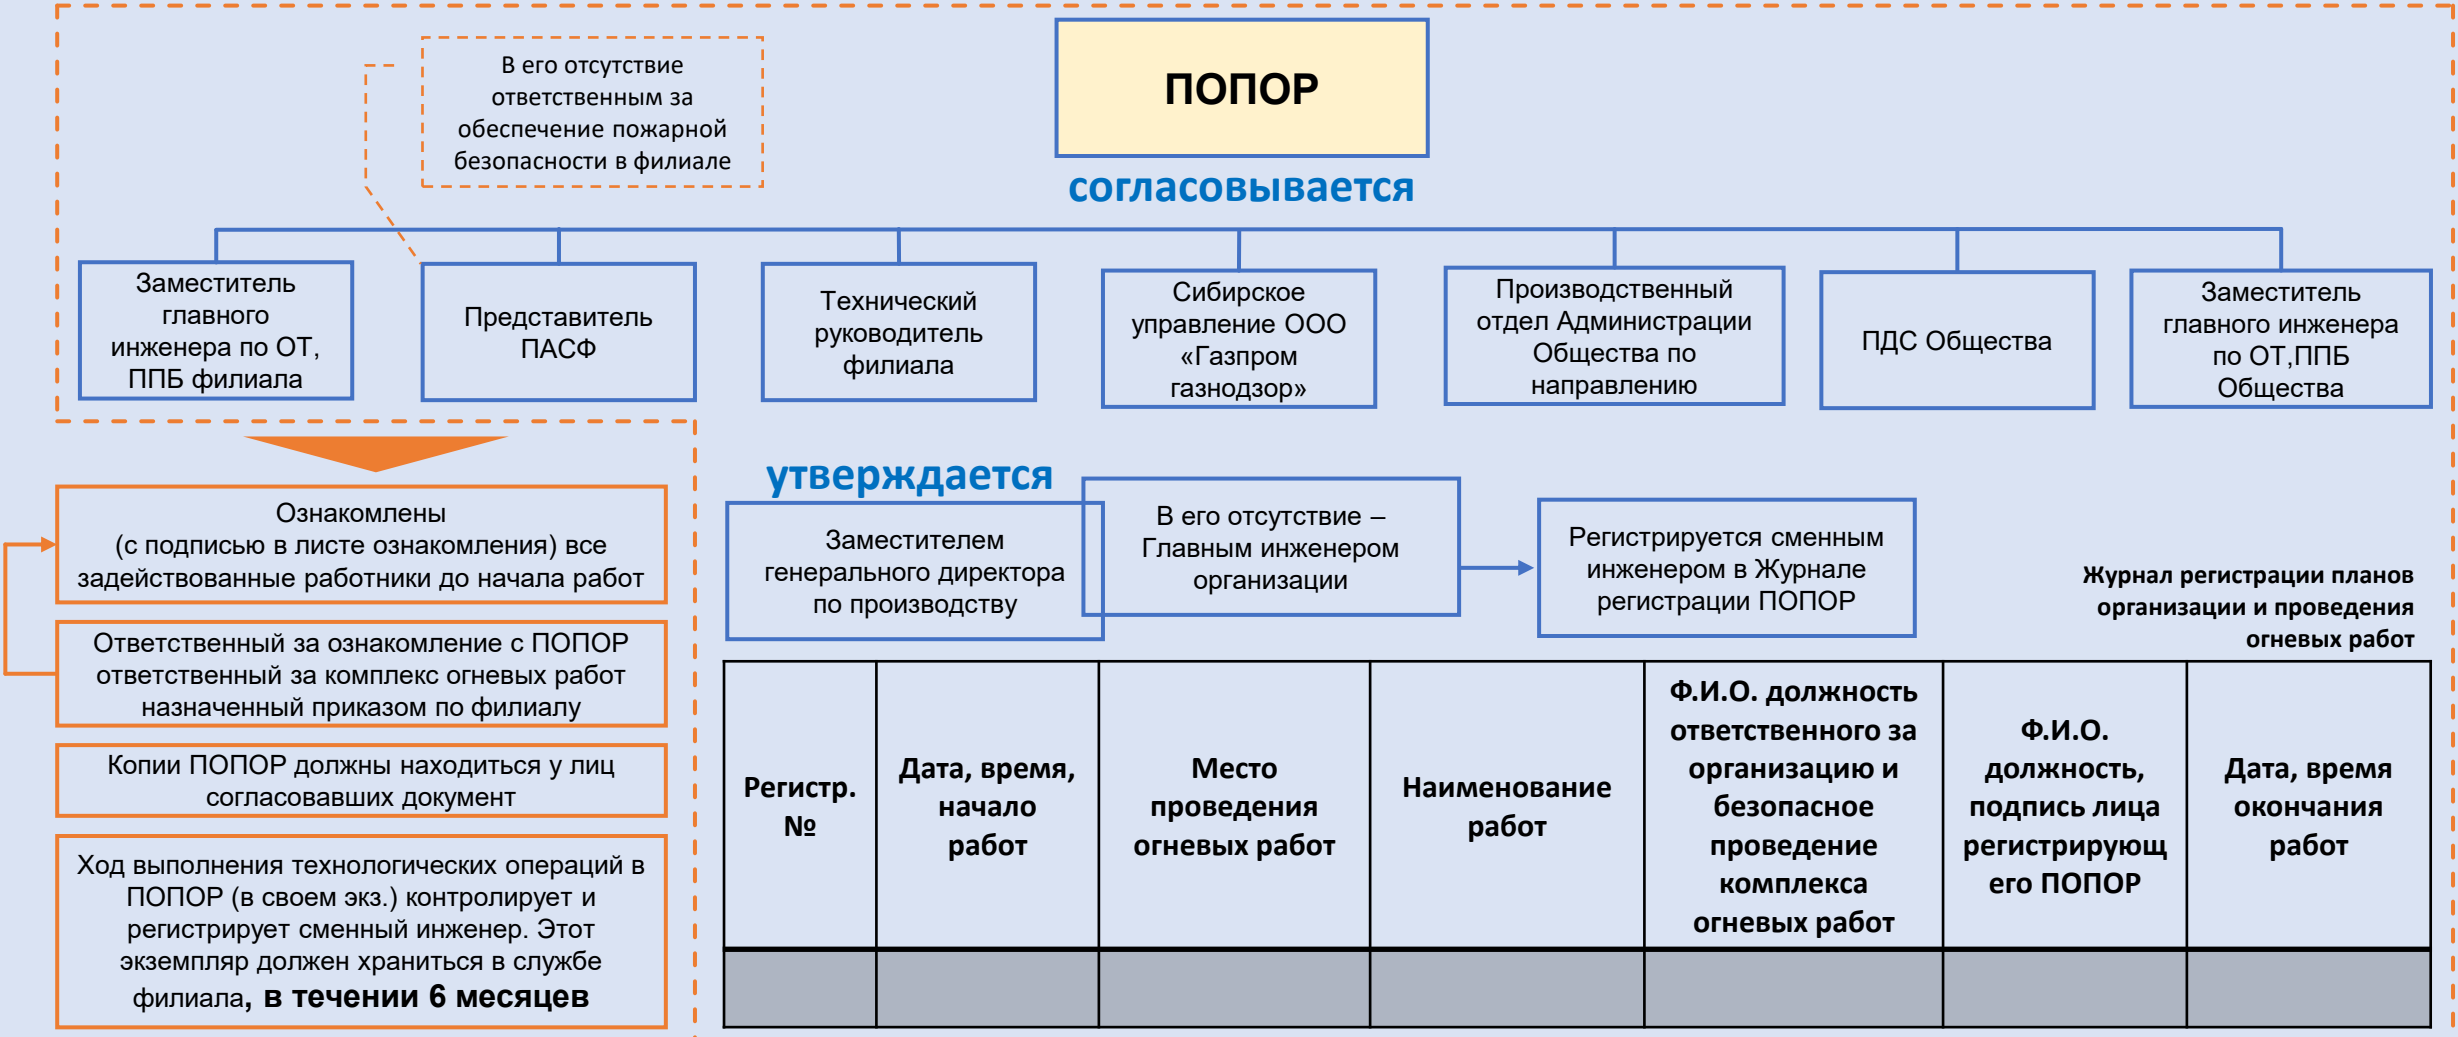 ПОПОР
В его отсутствие
ответственным за
обеспечение пожарной
безопасности в филиале
согласовывается
Заместитель
главного
инженера по ОТ,
ППБ филиала
Представитель
ПАСФ
Технический
руководитель
филиала
Сибирское
управление ООО
«Газпром
газнодзор»
Производственный
отдел Администрации
Общества по
направлению
ПДС Общества
Заместитель
главного инженера
по ОТ,ППБ
Общества
Ознакомлены
(с подписью в листе ознакомления) все
задействованные работники до начала работ
Ответственный за ознакомление с ПОПОР
ответственный за комплекс огневых работ
назначенный приказом по филиалу
Копии ПОПОР должны находиться у лиц
согласовавших документ
Ход выполнения технологических операций в
ПОПОР (в своем экз.) контролирует и
регистрирует сменный инженер. Этот
экземпляр должен храниться в службе
филиала, в течении 6 месяцев
утверждается
Заместителем
генерального директора
по производству
В его отсутствие –
Главным инженером
организации
Регистрируется сменным
инженером в Журнале
регистрации ПОПОР
Журнал регистрации планов
организации и проведения
огневых работ
Регистр.
№
Дата, время,
начало
работ
Место
проведения
огневых работ
Наименование
работ
Ф.И.О. должность
ответственного за
организацию и
безопасное
проведение
комплекса
огневых работ
Ф.И.О.
должность,
подпись лица
регистрирующ
его ПОПОР
Дата, время
окончания
работ